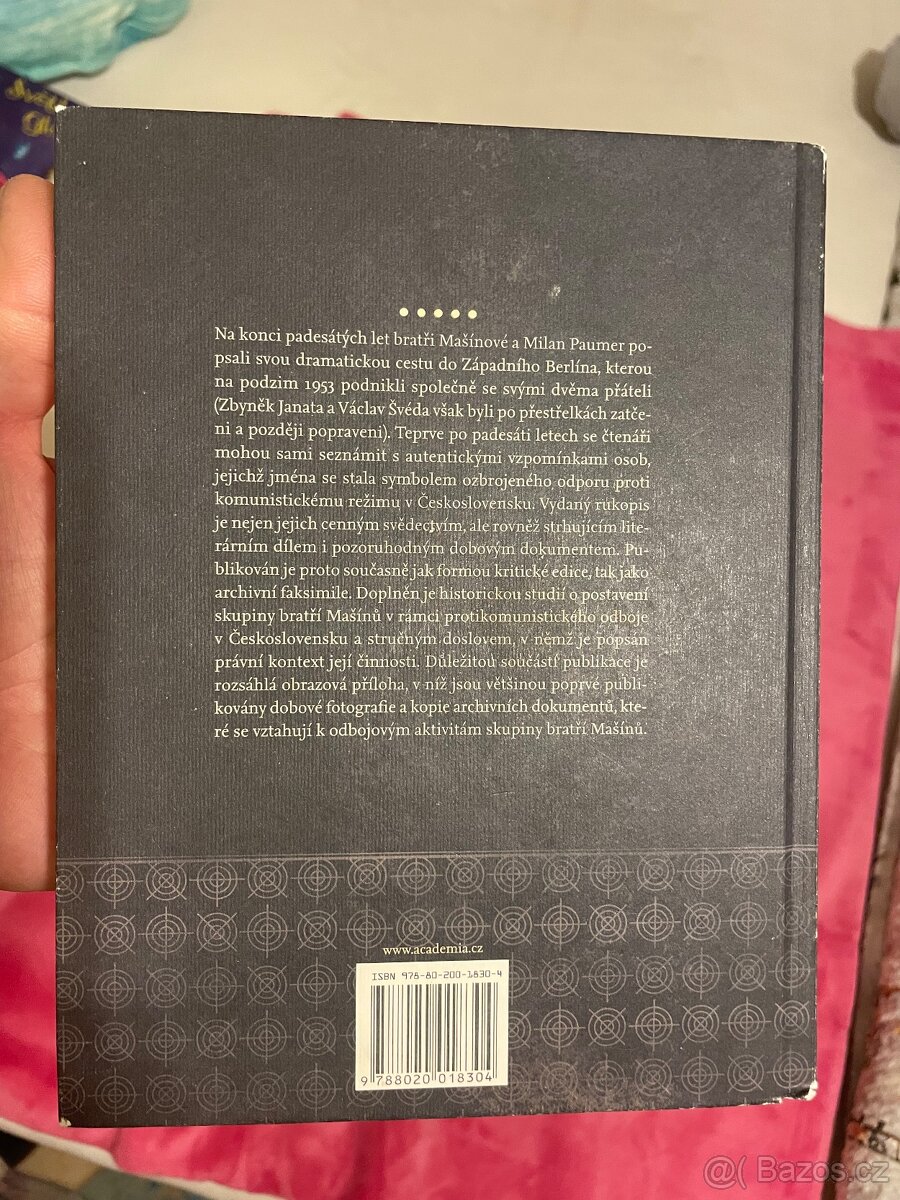 Na konci padesátých let bratři Mašínové a Milan Paumer po-
psali svou dramatickou cestu do Západního Berlína, kterou
na podzim 1953 podnikli společně se svými dvěma přáteli
(Zbyněk Janata a Václav Švéda však byli po přestřelkách zatče-
ni a později popraveni). Teprve po padesáti letech se čtenáři
mohou sami seznámit s autentickými vzpomínkami osob,
jejichž jména se stala symbolem ozbrojeného odporu proti
komunistickému režimu v Československu. Vydaný rukopis
je nejen jejich cenným svědectvím, ale rovněž strhujícím lite-
rárním dílem i pozoruhodným dobovým dokumentem. Pu-
blikován je proto současně jak formou kritické edice, tak jako
archivní faksimile. Doplněn je historickou studií o postavení
skupiny bratří Mašínů v rámci protikomunistického odboje
v Československu a stručným doslovem, v němž je popsán
právní kontext její činnosti. Důležitou součástí publikace je
rozsáhlá obrazová příloha, v níž jsou většinou poprvé publi-
kovány dobové fotografie a kopie archivních dokumentů, kte-
ré se vztahují k odbojovým aktivitám skupiny bratří Mašínů.
www.academia.cz
ISBN 978-80-200-1830-4
9 788020 018304
@( Bazos.cz